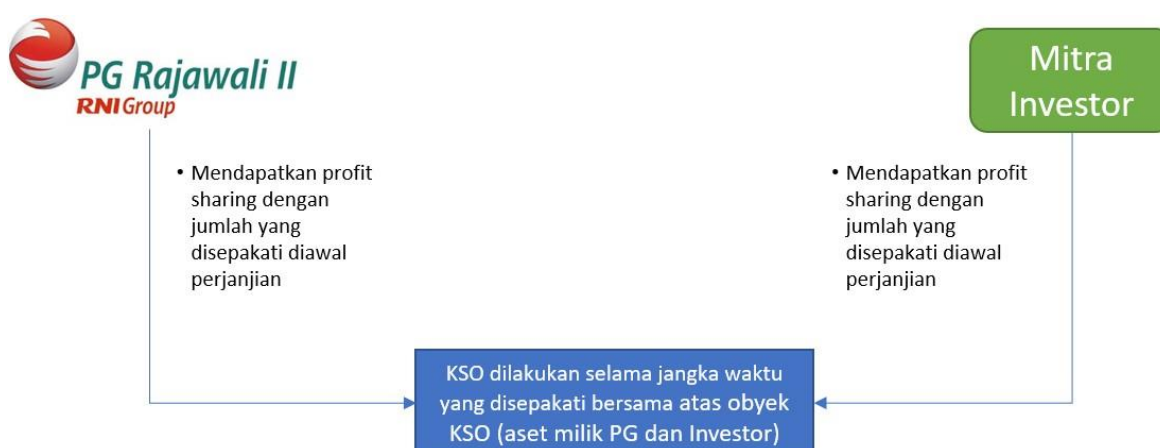 PG Rajawali II
RNI Group
Mitra
Investor
• Mendapatkan profit
sharing dengan
jumlah yang
disepakati diawal
perjanjian
• Mendapatkan profit
sharing dengan
jumlah yang
disepakati diawal
perjanjian
KSO dilakukan selama jangka waktu
yang disepakati bersama atas obyek
KSO (aset milik PG dan Investor)